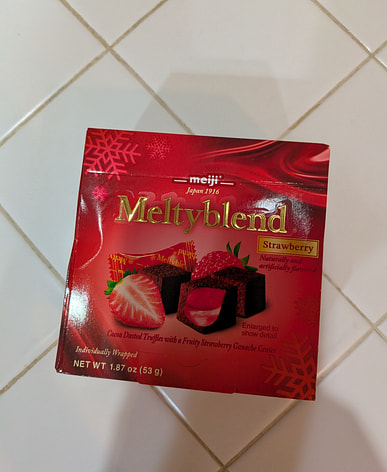 meiji
Japan 1916
Meltyblend
Strawberry
Naturally and
artificially flavored
Enlarged to
show detail
Cocoa Dusted Truffles with a Fruity Strawberry Ganache Center
Individually Wrapped
NET WT 1.87 oz (53 g)